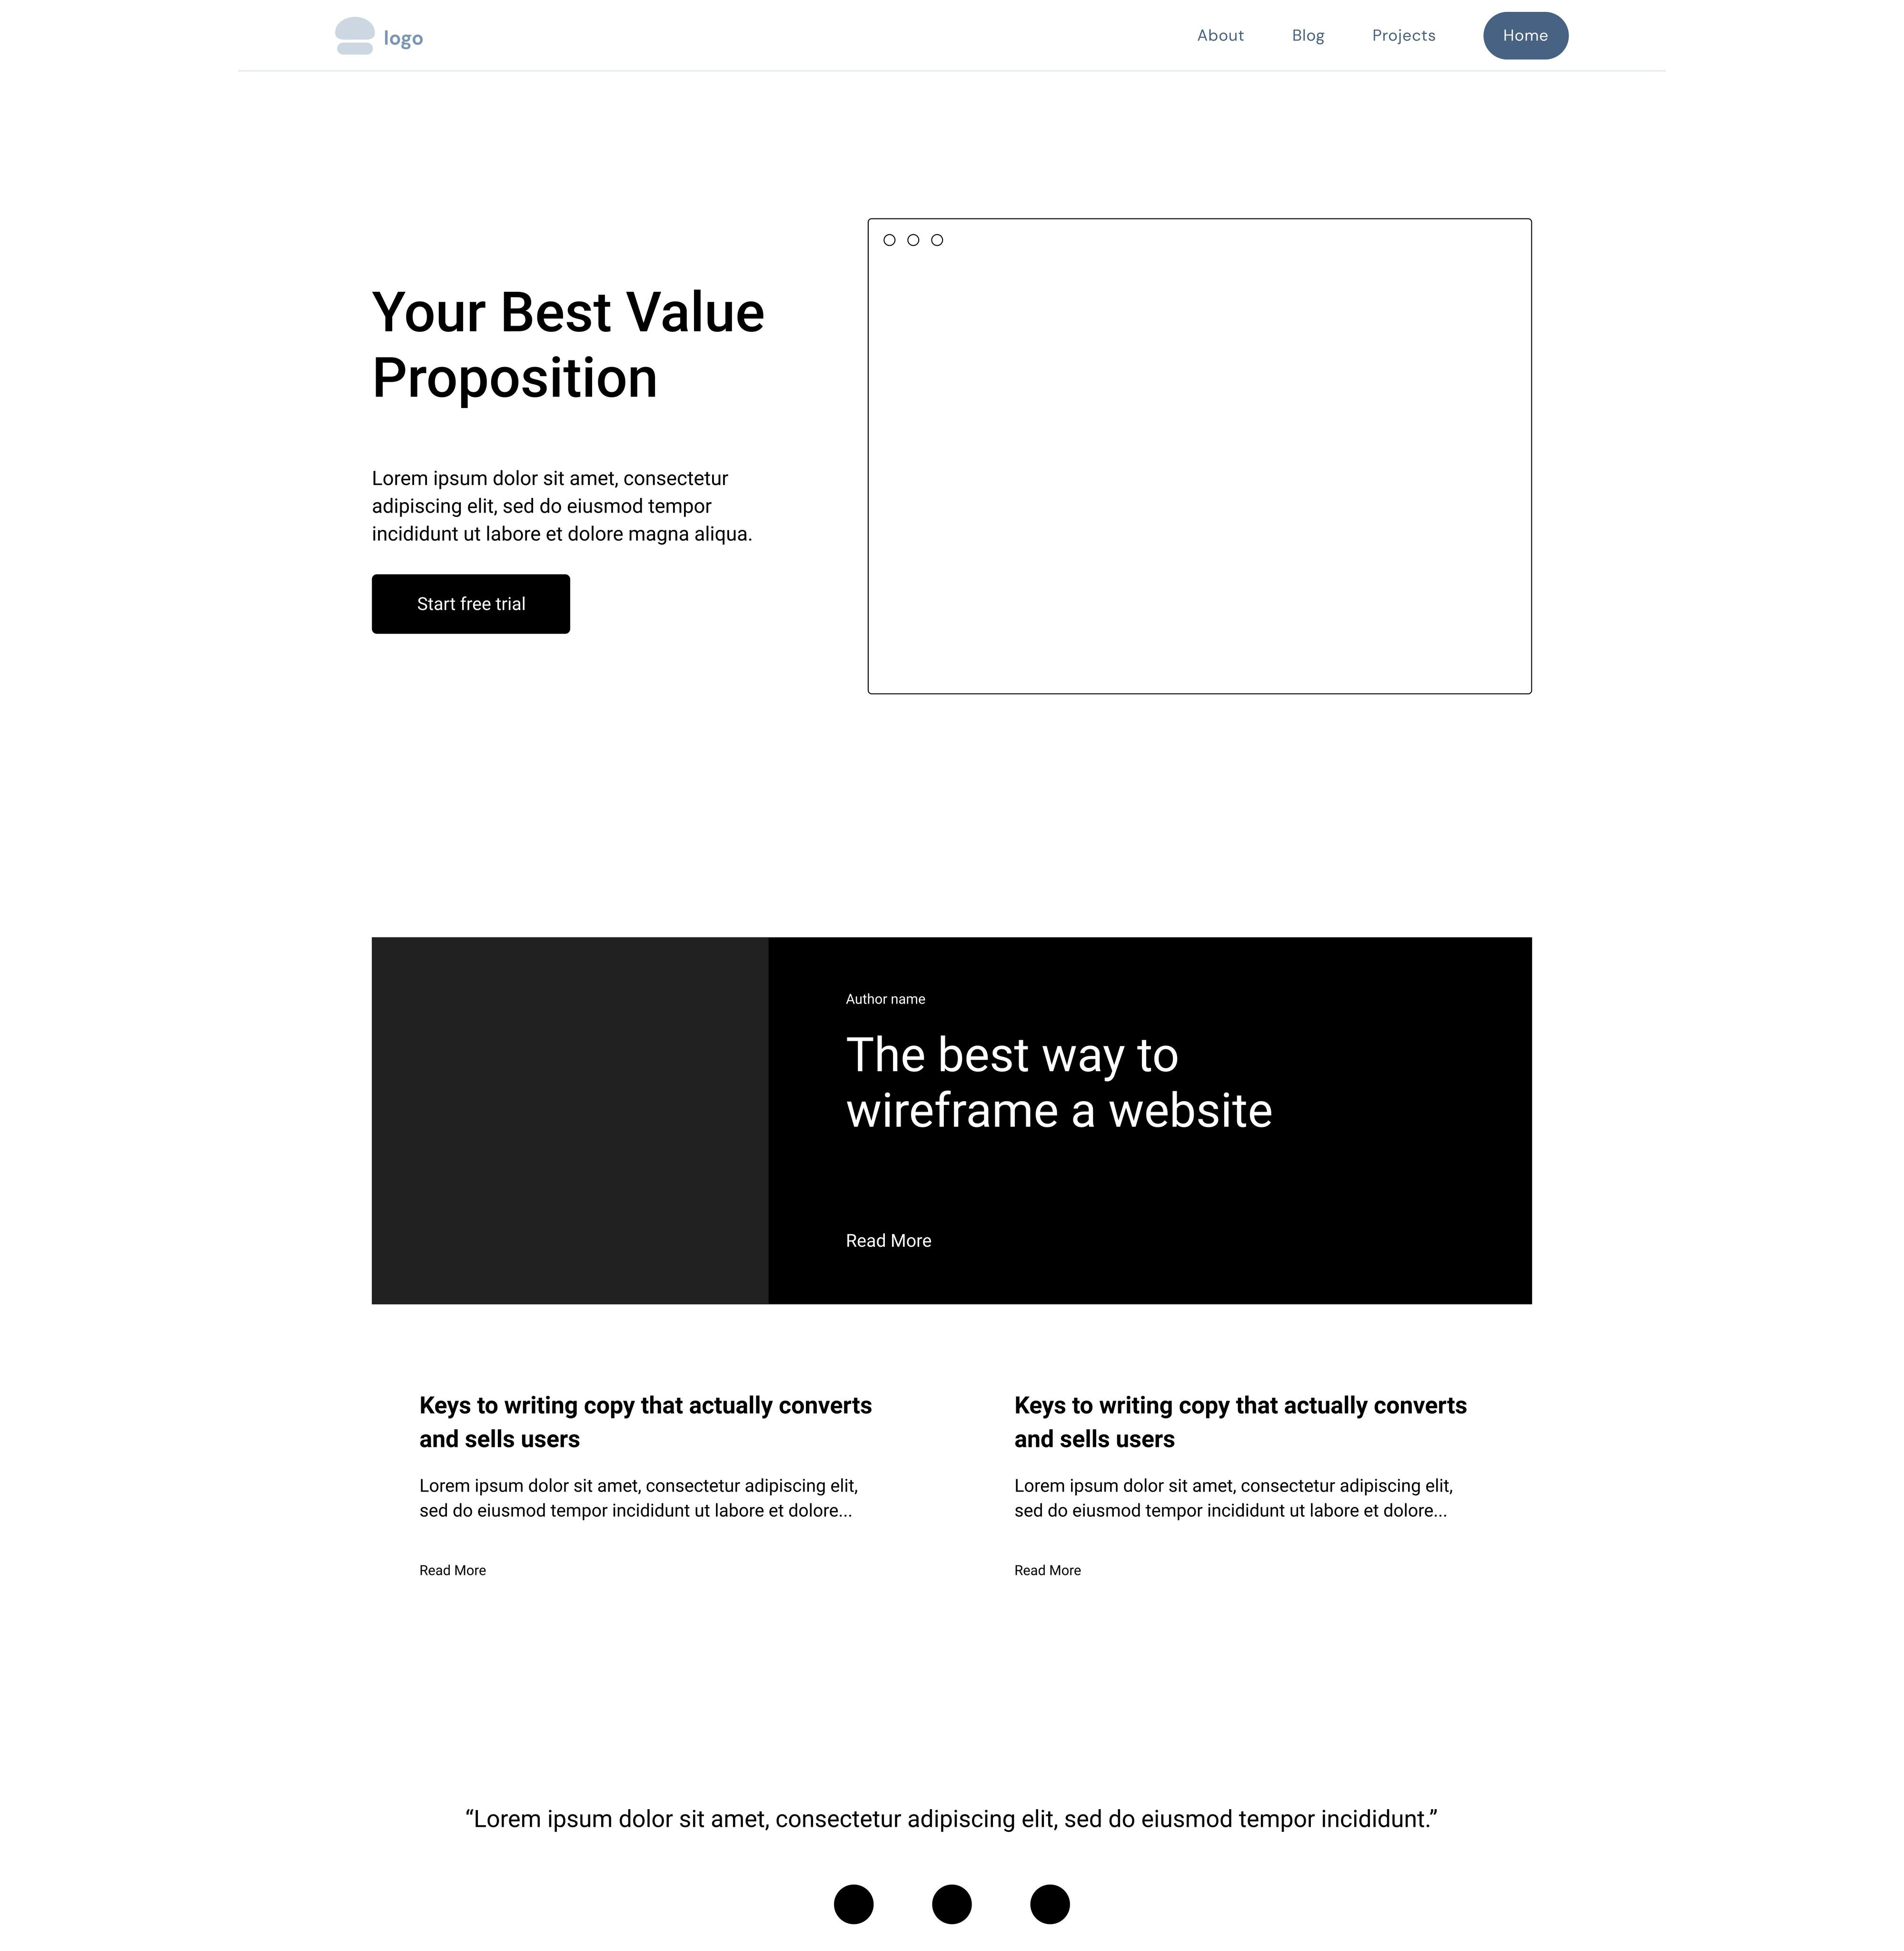 logo
About Blog Projects Home
Your Best Value
Proposition
Lorem ipsum dolor sit amet, consectetur
adipiscing elit, sed do eiusmod tempor
incididunt ut labore et dolore magna aliqua.
Start free trial
Author name
The best way to
wireframe a website
Read More
Keys to writing copy that actually converts
and sells users
Lorem ipsum dolor sit amet, consectetur adipiscing elit,
sed do eiusmod tempor incididunt ut labore et dolore...
Read More
Keys to writing copy that actually converts
and sells users
Lorem ipsum dolor sit amet, consectetur adipiscing elit,
sed do eiusmod tempor incididunt ut labore et dolore...
Read More
“Lorem ipsum dolor sit amet, consectetur adipiscing elit, sed do eiusmod tempor incididunt.”